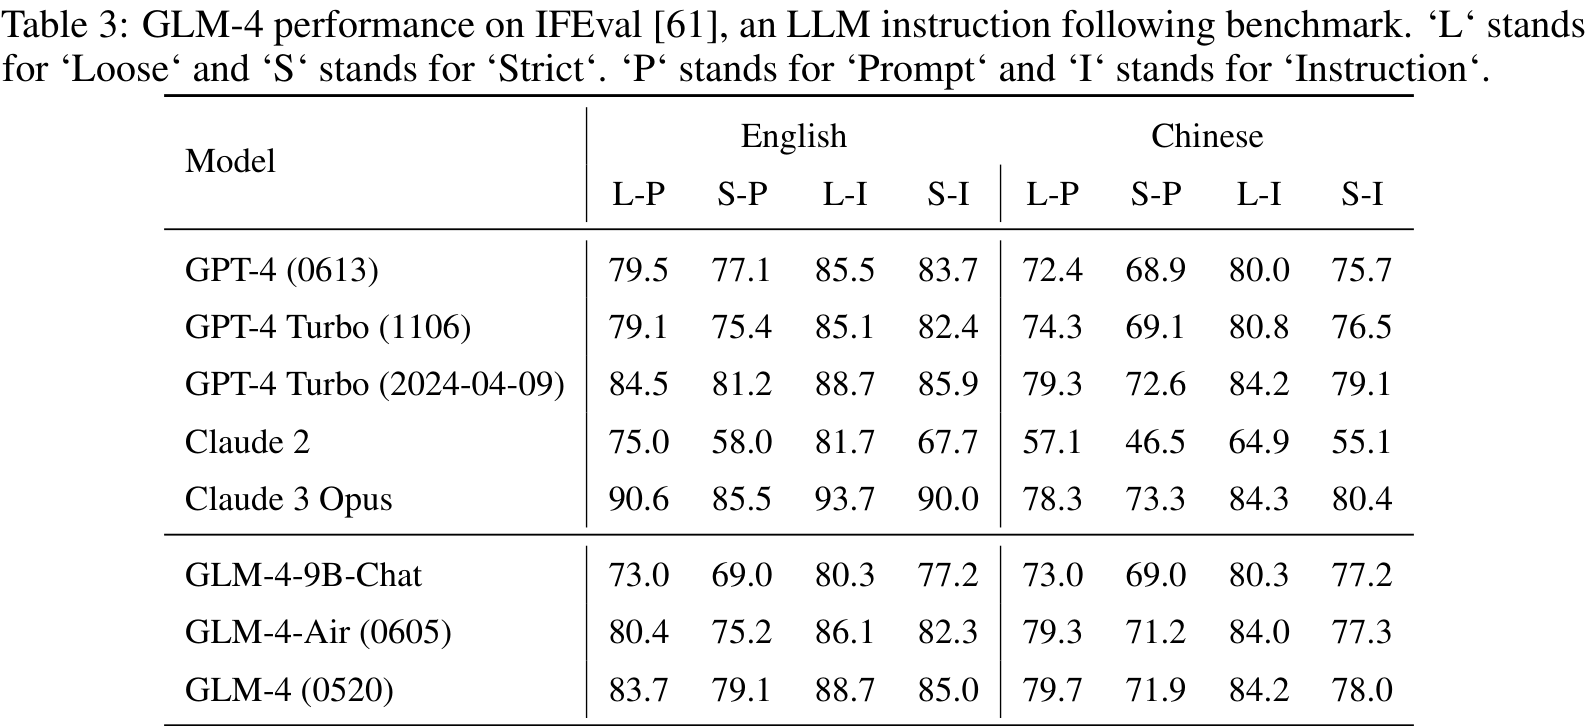 Table 3: GLM-4 performance on IFEval [61], an LLM instruction following benchmark. ‘L‘ stands
for ‘Loose‘ and ‘S‘ stands for ‘Strict‘. ‘P‘ stands for ‘Prompt‘ and ‘I‘ stands for ‘Instruction‘.
Model English Chinese
L-P S-P L-I S-I L-P S-P L-I S-I
GPT-4 (0613) 79.5 77.1 85.5 83.7 72.4 68.9 80.0 75.7
GPT-4 Turbo (1106) 79.1 75.4 85.1 82.4 74.3 69.1 80.8 76.5
GPT-4 Turbo (2024-04-09) 84.5 81.2 88.7 85.9 79.3 72.6 84.2 79.1
Claude 2 75.0 58.0 81.7 67.7 57.1 46.5 64.9 55.1
Claude 3 Opus 90.6 85.5 93.7 90.0 78.3 73.3 84.3 80.4
GLM-4-9B-Chat 73.0 69.0 80.3 77.2 73.0 69.0 80.3 77.2
GLM-4-Air (0605) 80.4 75.2 86.1 82.3 79.3 71.2 84.0 77.3
GLM-4 (0520) 83.7 79.1 88.7 85.0 79.7 71.9 84.2 78.0